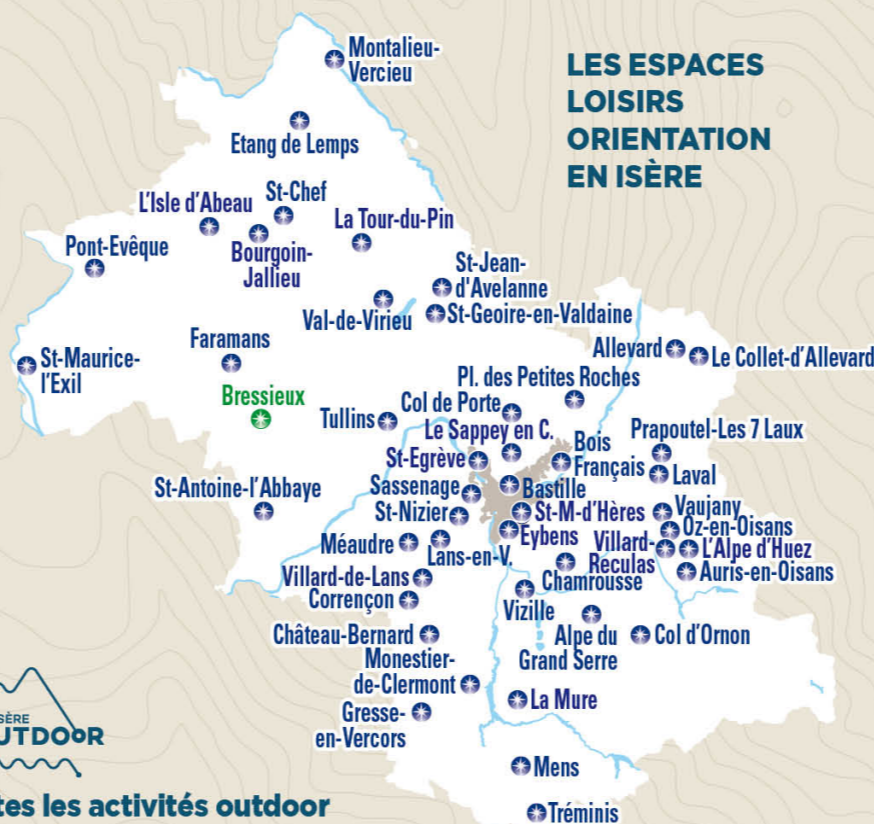 LES ESPACES
LOISIRS
ORIENTATION
EN ISÈRE
Montalieu-
Vercieu
Etang de Lemps
L'Isle d'Abeau
St-Chef
La Tour-du-Pin
Bourgoin-
Jallieu
Pont-Evêque
St-Jean-
d'Avelanne
Val-de-Virieu
St-Geoire-en-Valdaine
Faramans
St-Maurice-
l'Exil
Allevard
Le Collet-d'Allevard
Bressieux
Pl. des Petites Roches
Tullins
Col de Porte
Le Sappey en C.
Bois
Français
Prapoutel-Les 7 Laux
St-Egrève
Laval
St-Antoine-l'Abbaye
Sassenage
Bastille
St-Nizier
St-M-d'Hères
Vaujany
Oz-en-Oisans
Eybens
Méaudre
Lans-en-V.
Villard-
Reculas
L'Alpe d'Huez
Auris-en-Oisans
Villard-de-Lans
Chamrousse
Corrençon
Vizille
Château-Bernard
Alpe du
Grand Serre
Col d'Ornon
Monestier-
de-Clermont
La Mure
Gresse-
en-Vercors
Mens
Tréminis
SÈRE
UTDOOR
tes les activités outdoor